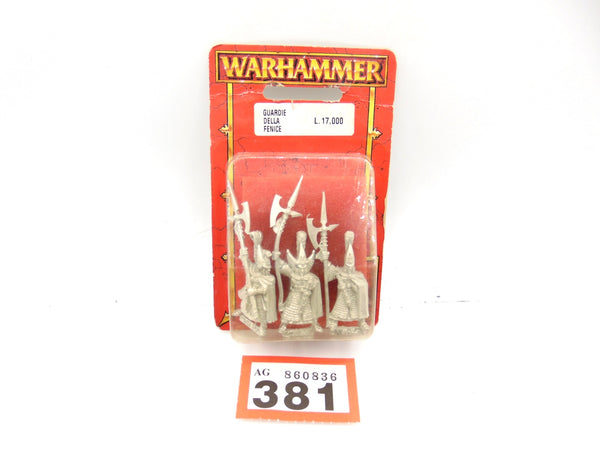 WARHAMMER
GUARDIE
DELLA L. 17,000
FENICE
AG 860836
381